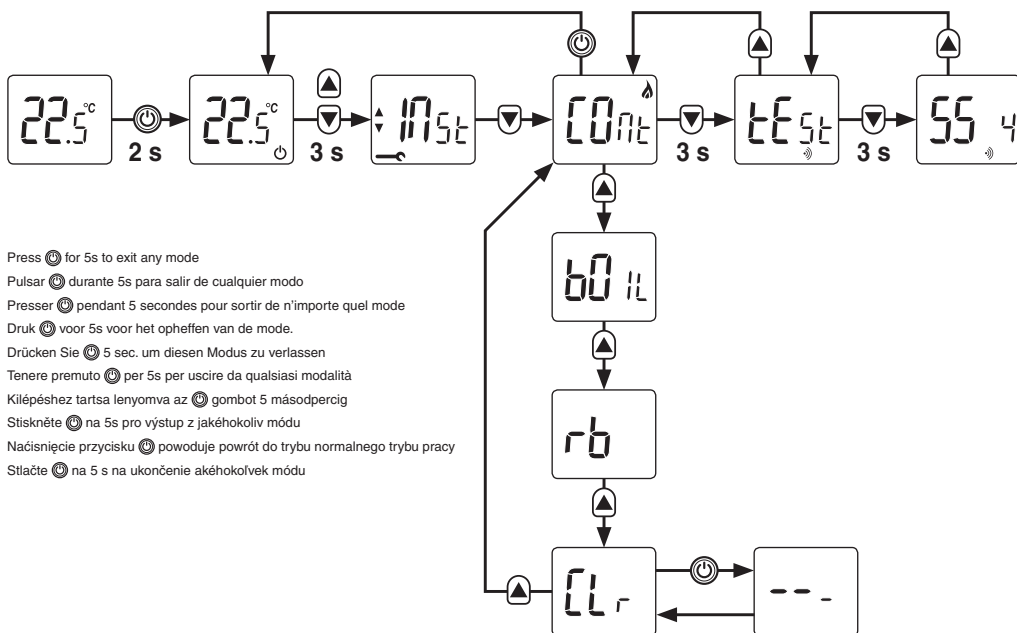 22.5°C
2 s
22.5°C
3 s
INSt
CONt
3 s
tESt
3 s
55 4
bOIL
rb
CLr
-- -
Press for 5s to exit any mode
Pulsar durante 5s para salir de cualquier modo
Presser pendant 5 secondes pour sortir de n’importe quel mode
Druk voor 5s voor het opheffen van de mode.
Drücken Sie 5 sec. um diesen Modus zu verlassen
Tenere premuto per 5s per uscire da qualsiasi modalità
Kilépéshez tartsa lenyomva az gombot 5 másodpercig
Stiskněte na 5s pro výstup z jakéhokoliv módu
Naćisnięcie przycisku powoduje powrót do trybu normalnego trybu pracy
Stlačte na 5 s na ukončenie akéhokoľvek módu